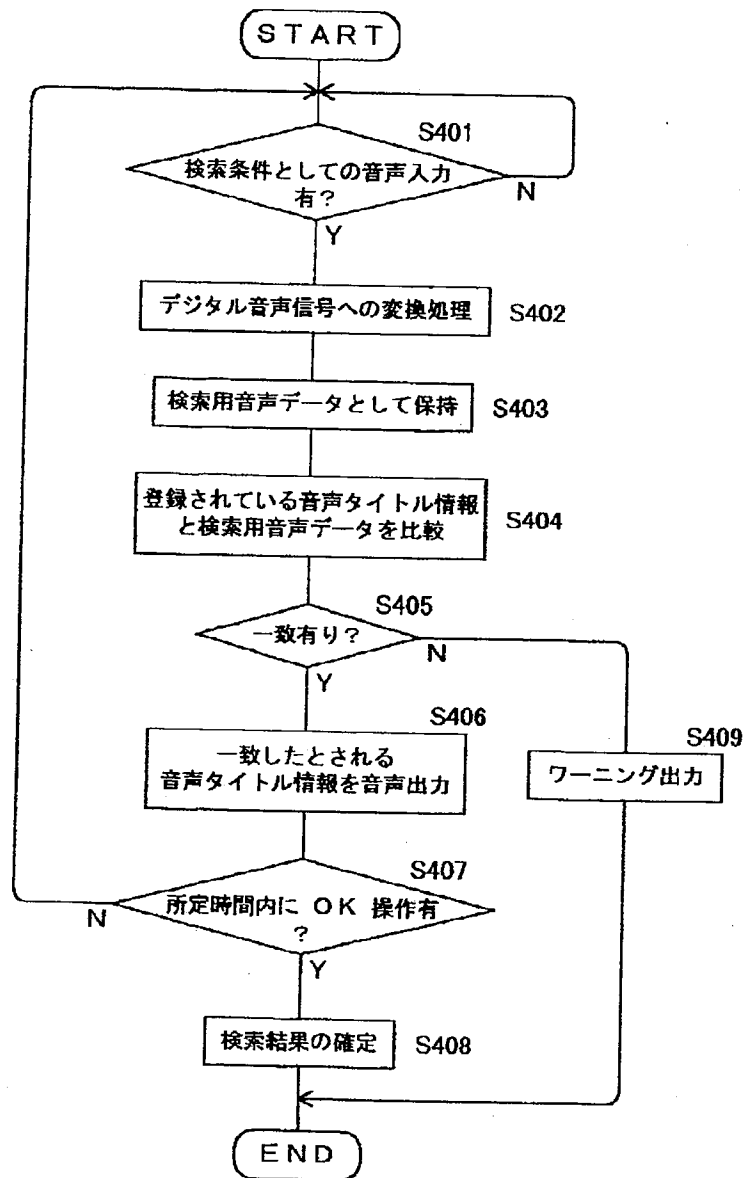 START
S401
検索条件としての音声入力
有?
N
Y
デジタル音声信号への変換処理
S402
検索用音声データとして保持
S403
登録されている音声タイトル情報
と検索用音声データを比較
S404
S405
一致有り?
N
Y
S406
一致したとされる
音声タイトル情報を音声出力
S409
ワーニング出力
S407
所定時間内に OK 操作有
?
N
Y
検索結果の確定
S408
END